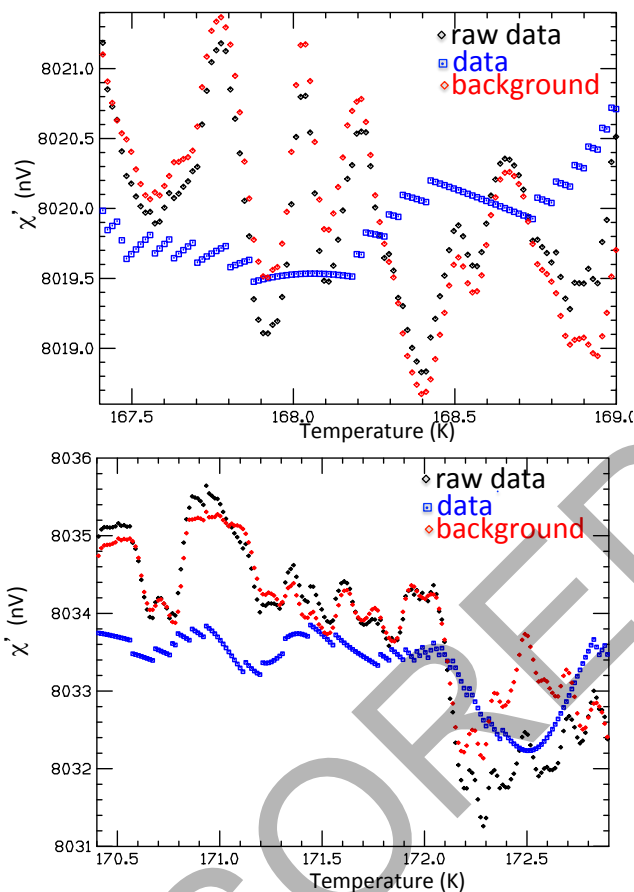 raw data
data
background
8021.0
8020.5
8020.0
8019.5
8019.0
χ’ (nV)
167.5
168.0
168.5
169.0
Temperature (K)
8036
raw data
data
background
8035
8034
8033
8032
8031
χ’ (nV)
170.5
171.0
171.5
172.0
172.5
Temperature (K)
ORE